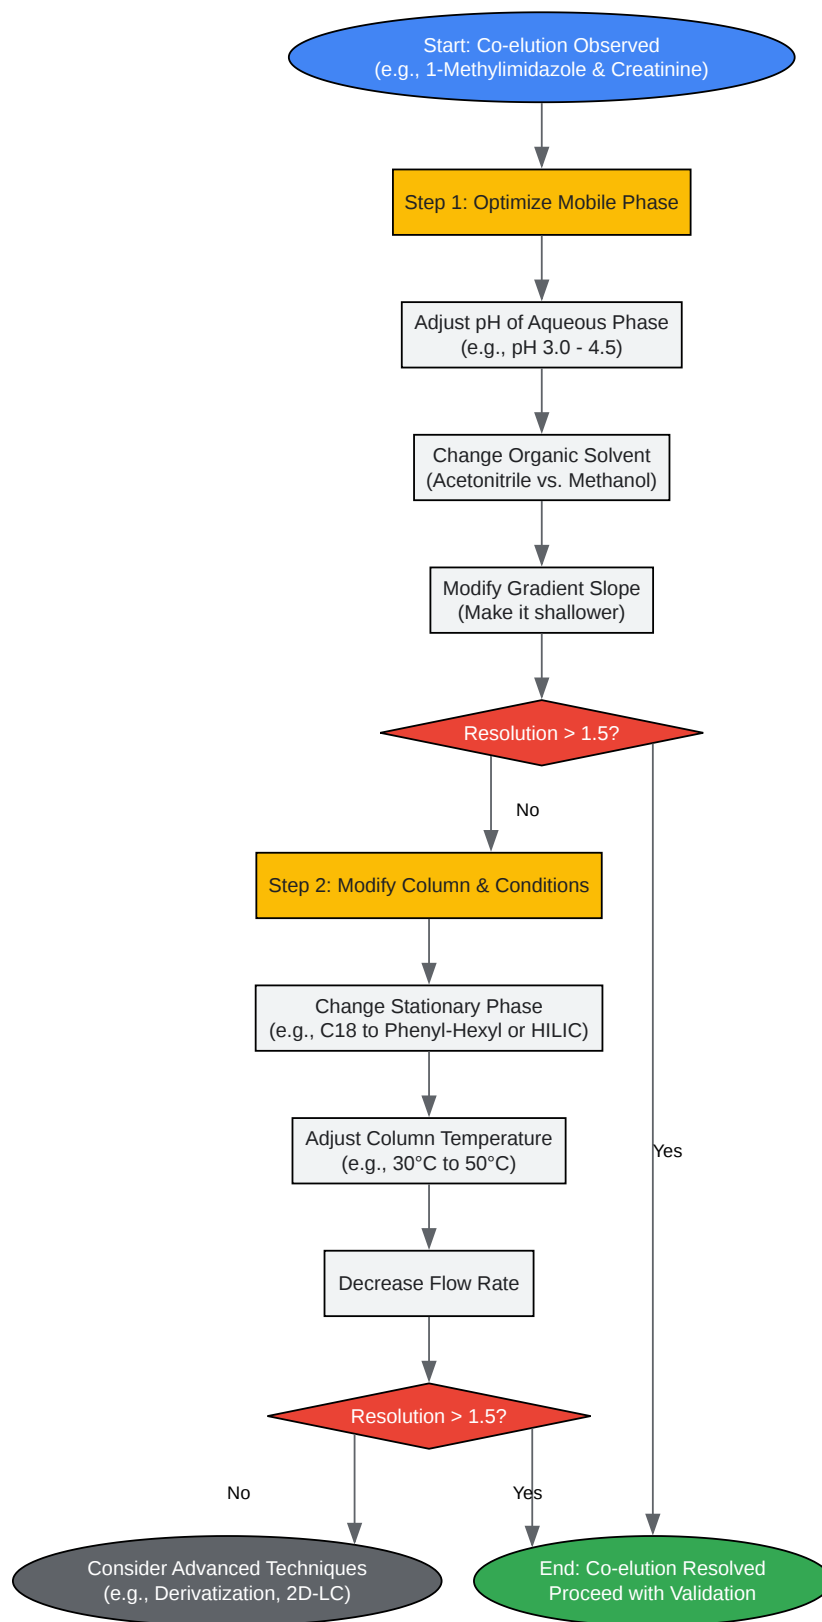 Start: Co-elution Observed
(e.g., 1-Methylimidazole & Creatinine)
Step 1: Optimize Mobile Phase
Adjust pH of Aqueous Phase
(e.g., pH 3.0 - 4.5)
Change Organic Solvent
(Acetonitrile vs. Methanol)
Modify Gradient Slope
(Make it shallower)
Resolution > 1.5?
No
Step 2: Modify Column & Conditions
Change Stationary Phase
(e.g., C18 to Phenyl-Hexyl or HILIC)
Adjust Column Temperature
(e.g., 30°C to 50°C)
Yes
Decrease Flow Rate
Resolution > 1.5?
No
Yes
Consider Advanced Techniques
(e.g., Derivatization, 2D-LC)
End: Co-elution Resolved
Proceed with Validation